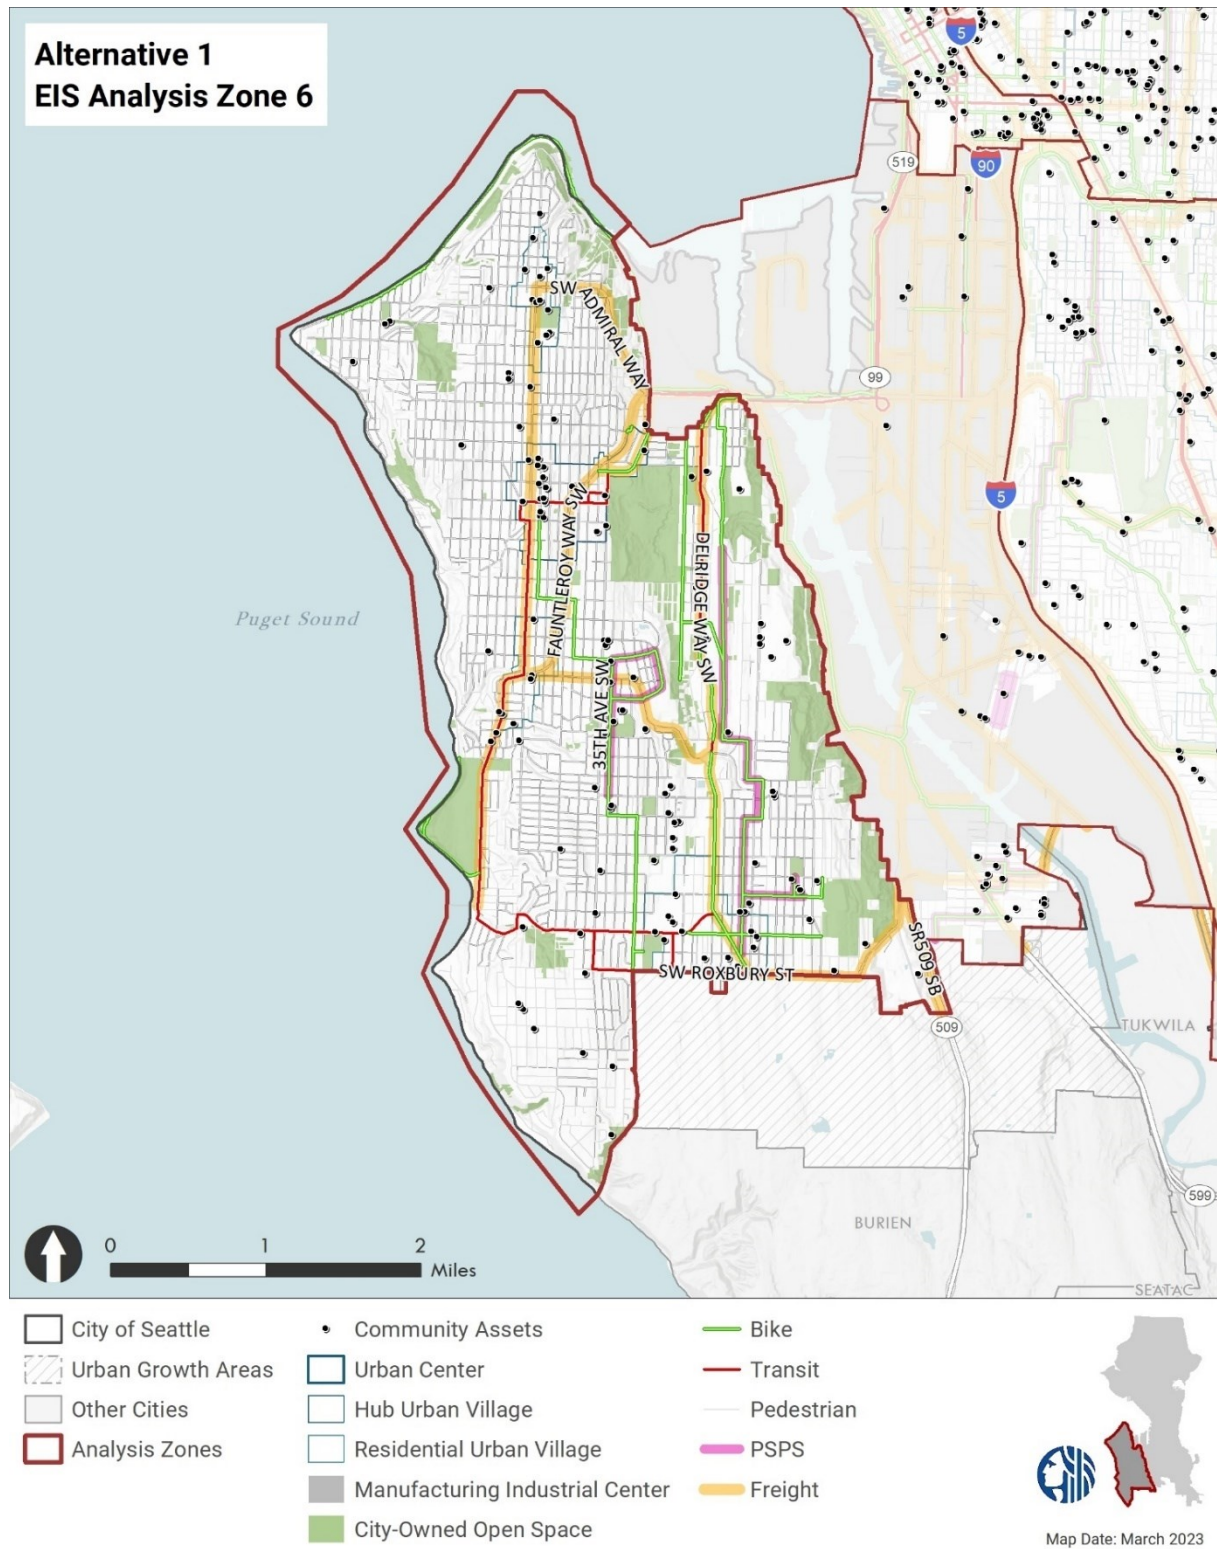 Alternative 1
EIS Analysis Zone 6
5
519
90
SW ADMIRAL WAY
99
5
FAUNTLEROY WAY SW
DELRIDGE WAY SW
Puget Sound
35TH AVE SW
SW ROXBURY ST
SR509 SB
509
TUKWILA
599
BURIEN
SEATAC
0 1 2
Miles
City of Seattle
Urban Growth Areas
Other Cities
Analysis Zones
Community Assets
Urban Center
Hub Urban Village
Residential Urban Village
Manufacturing Industrial Center
City-Owned Open Space
Bike
Transit
Pedestrian
PSPS
Freight
Map Date: March 2023